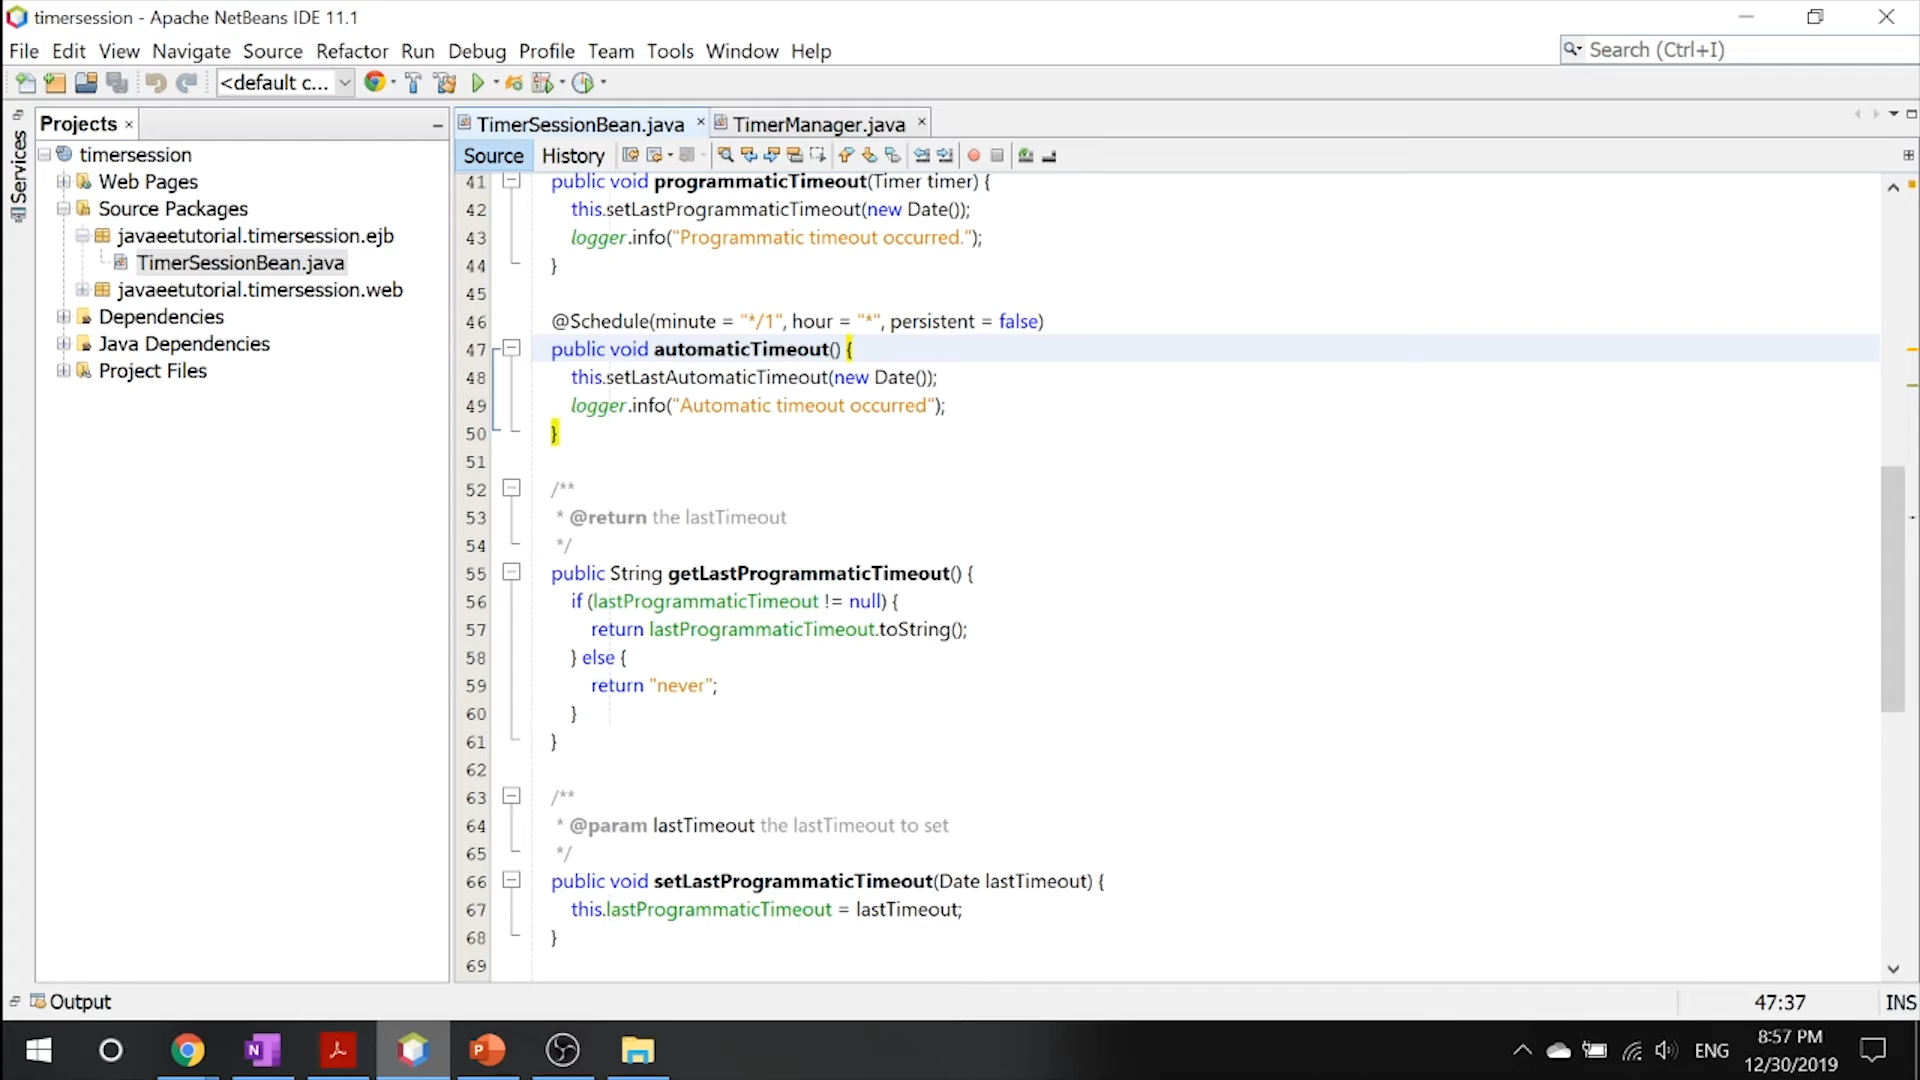 timersession - Apache NetBeans IDE 11.1
File Edit View Navigate Source Refactor Run Debug Profile Team Tools Window Help
Search (Ctrl+I)
<default c...
Services
Projects
timersession
Web Pages
Source Packages
javaeetutorial.timersession.ejb
TimerSessionBean.java
javaeetutorial.timersession.web
Dependencies
Java Dependencies
Project Files
TimerSessionBean.java
TimerManager.java
Source History
41 public void programmaticTimeout(Timer timer) {
42 this.setLastProgrammaticTimeout(new Date());
43 logger.info("Programmatic timeout occurred.");
44 }
45
46 @Schedule(minute = "*/1", hour = "*", persistent = false)
47 public void automaticTimeout() {
48 this.setLastAutomaticTimeout(new Date());
49 logger.info("Automatic timeout occurred");
50 }
51
52 /**
53 * @return the lastTimeout
54 */
55 public String getLastProgrammaticTimeout() {
56 if (lastProgrammaticTimeout != null) {
57 return lastProgrammaticTimeout.toString();
58 } else {
59 return "never";
60 }
61 }
62
63 /**
64 * @param lastTimeout the lastTimeout to set
65 */
66 public void setLastProgrammaticTimeout(Date lastTimeout) {
67 this.lastProgrammaticTimeout = lastTimeout;
68 }
69
Output
47:37 INS
ENG
8:57 PM
12/30/2019